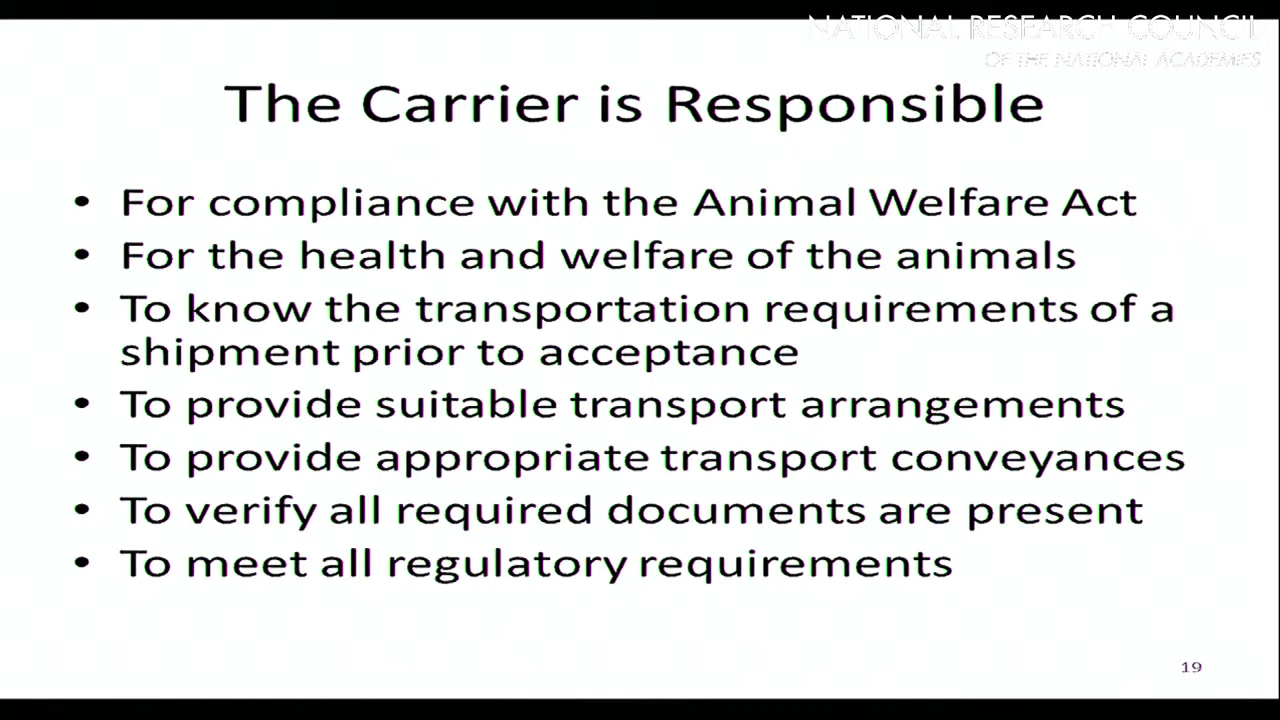 NATIONAL RESEARCH COUNCIL
OF THE NATIONAL ACADEMIES
The Carrier is Responsible
• For compliance with the Animal Welfare Act
• For the health and welfare of the animals
• To know the transportation requirements of a
shipment prior to acceptance
• To provide suitable transport arrangements
• To provide appropriate transport conveyances
• To verify all required documents are present
• To meet all regulatory requirements
19